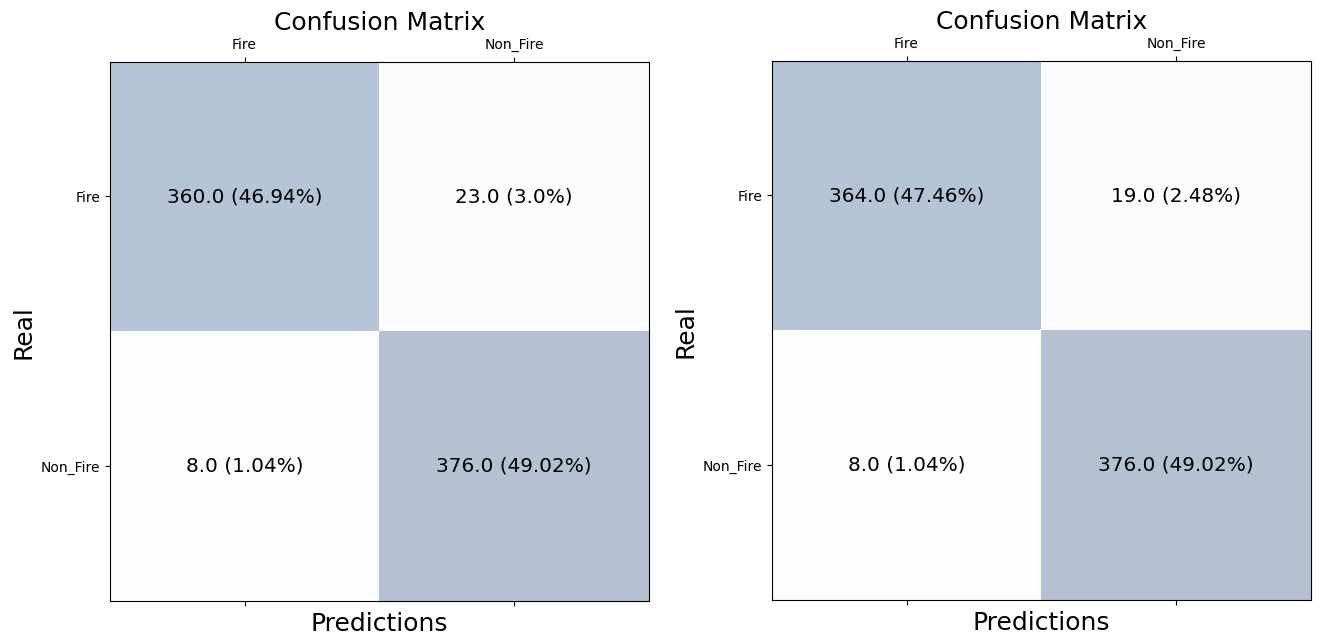 Confusion Matrix
Fire Non_Fire
Fire 360.0 (46.94%) 23.0 (3.0%)
Real
Non_Fire 8.0 (1.04%) 376.0 (49.02%)
Predictions
Confusion Matrix
Fire Non_Fire
Fire 364.0 (47.46%) 19.0 (2.48%)
Real
Non_Fire 8.0 (1.04%) 376.0 (49.02%)
Predictions